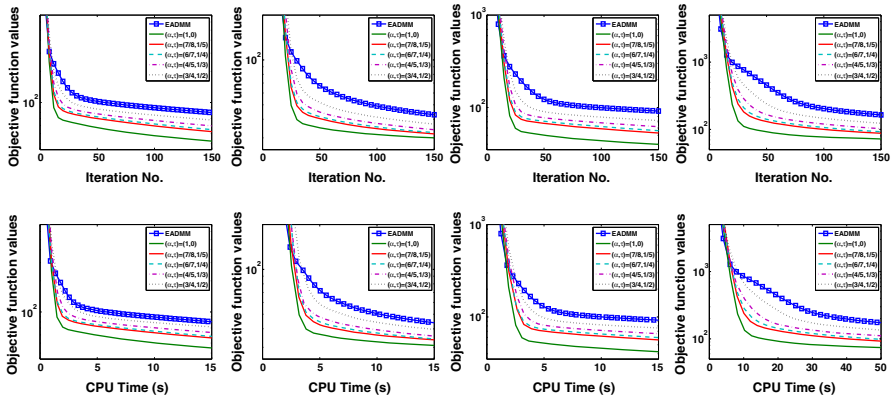 Objective function values
10^2
EADMM
(α,τ)=(1,0)
(α,τ)=(7/8,1/5)
(α,τ)=(6/7,1/4)
(α,τ)=(4/5,1/3)
(α,τ)=(3/4,1/2)
0 50 100 150
Iteration No.
Objective function values
10^2
EADMM
(α,τ)=(1,0)
(α,τ)=(7/8,1/5)
(α,τ)=(6/7,1/4)
(α,τ)=(4/5,1/3)
(α,τ)=(3/4,1/2)
0 50 100 150
Iteration No.
Objective function values
10^3
10^2
EADMM
(α,τ)=(1,0)
(α,τ)=(7/8,1/5)
(α,τ)=(6/7,1/4)
(α,τ)=(4/5,1/3)
(α,τ)=(3/4,1/2)
0 50 100 150
Iteration No.
Objective function values
10^3
10^2
EADMM
(α,τ)=(1,0)
(α,τ)=(7/8,1/5)
(α,τ)=(6/7,1/4)
(α,τ)=(4/5,1/3)
(α,τ)=(3/4,1/2)
0 50 100 150
Iteration No.
Objective function values
10^2
EADMM
(α,τ)=(1,0)
(α,τ)=(7/8,1/5)
(α,τ)=(6/7,1/4)
(α,τ)=(4/5,1/3)
(α,τ)=(3/4,1/2)
0 5 10 15
CPU Time (s)
Objective function values
10^2
EADMM
(α,τ)=(1,0)
(α,τ)=(7/8,1/5)
(α,τ)=(6/7,1/4)
(α,τ)=(4/5,1/3)
(α,τ)=(3/4,1/2)
0 5 10 15
CPU Time (s)
Objective function values
10^3
10^2
EADMM
(α,τ)=(1,0)
(α,τ)=(7/8,1/5)
(α,τ)=(6/7,1/4)
(α,τ)=(4/5,1/3)
(α,τ)=(3/4,1/2)
0 5 10 15
CPU Time (s)
Objective function values
10^3
10^2
EADMM
(α,τ)=(1,0)
(α,τ)=(7/8,1/5)
(α,τ)=(6/7,1/4)
(α,τ)=(4/5,1/3)
(α,τ)=(3/4,1/2)
0 10 20 30 40 50
CPU Time (s)